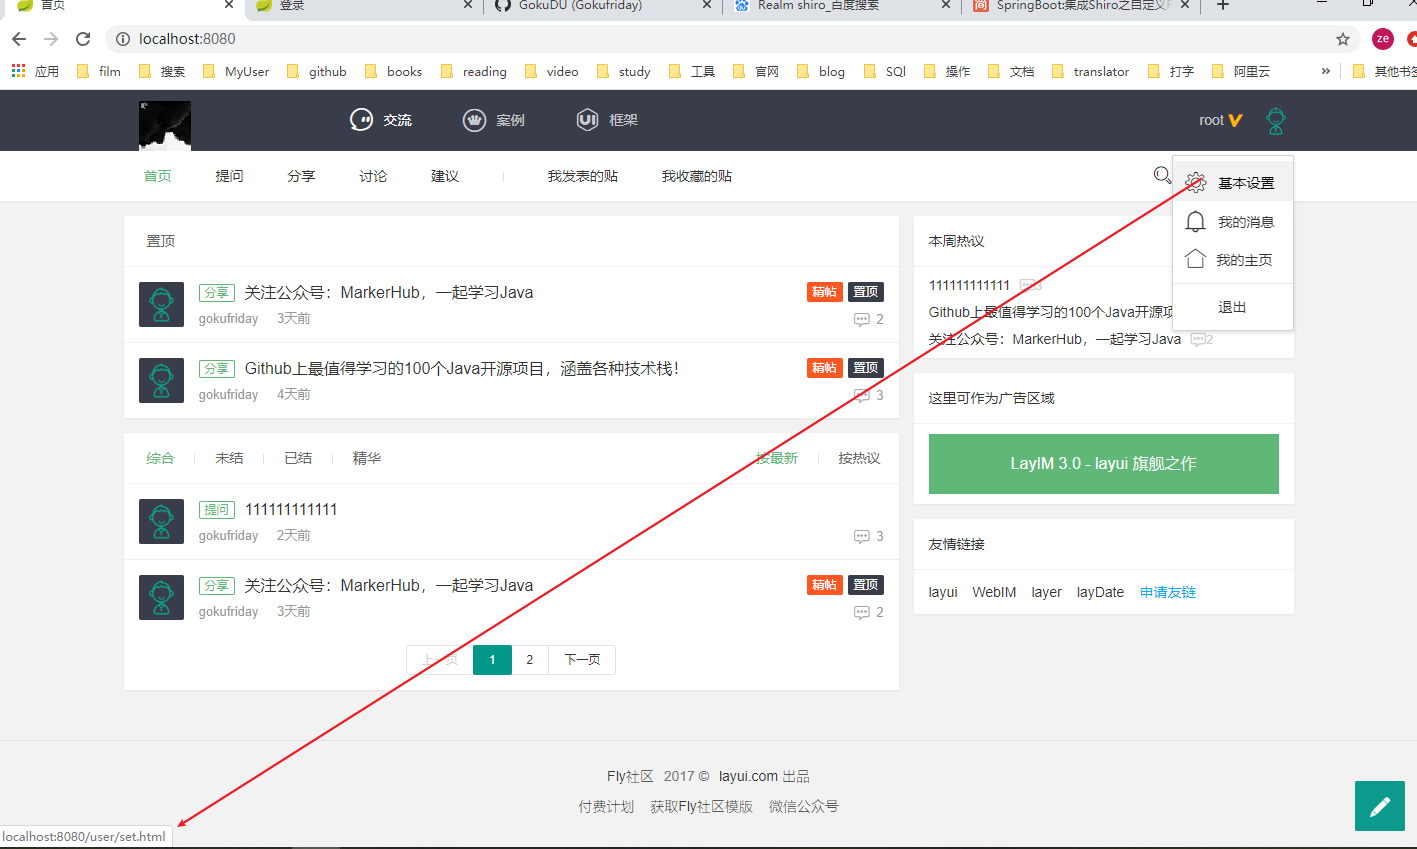 首页 登录 GokuDU (Gokufriday) Realm shiro_百度搜索 SpringBoot:集成Shiro之自定义
localhost:8080 ze
应用 film 搜索 MyUser github books reading video study 工具 官网 blog SQl 操作 文档 translator 打字 阿里云 » 其他书签
交流 案例 框架 root
首页 提问 分享 讨论 建议 我发表的贴 我收藏的贴
基本设置
我的消息
我的主页
退出
置顶
分享 关注公众号：MarkerHub，一起学习Java 精帖 置顶
gokufriday 3天前 2
分享 Github上最值得学习的100个Java开源项目，涵盖各种技术栈！ 精帖 置顶
gokufriday 4天前 3
综合 未结 已结 精华 按最新 按热议
提问 111111111111
gokufriday 2天前 3
分享 关注公众号：MarkerHub，一起学习Java 精帖 置顶
gokufriday 3天前 2
上一页 1 2 下一页
本周热议
111111111111 3
Github上最值得学习的100个Java开源项
关注公众号：MarkerHub，一起学习Java 2
这里可作为广告区域
LayIM 3.0 - layui 旗舰之作
友情链接
layui WebIM layer layDate 申请友链
Fly社区 2017 © layui.com 出品
付费计划 获取Fly社区模版 微信公众号
localhost:8080/user/set.html